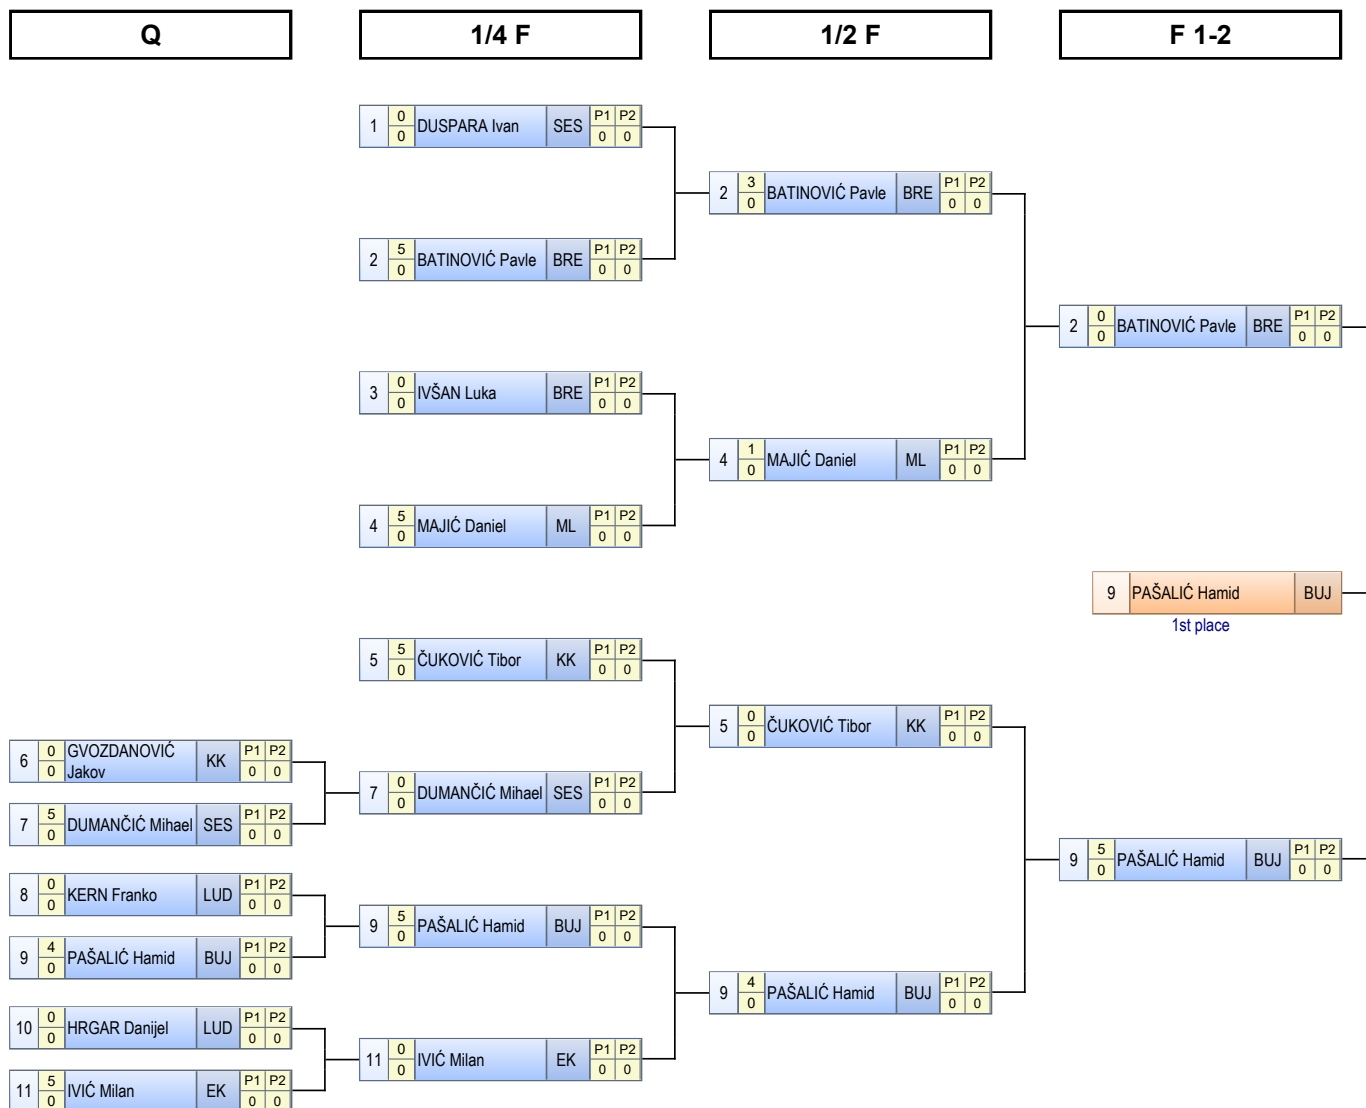 Q
1/4 F
1/2 F
F 1-2
1 0 DUSPARA Ivan SES P1 P2
0 0 0
2 3 BATINOVIĆ Pavle BRE P1 P2
0 0 0
2 5 BATINOVIĆ Pavle BRE P1 P2
0 0 0
2 0 BATINOVIĆ Pavle BRE P1 P2
0 0 0
3 0 IVŠAN Luka BRE P1 P2
0 0 0
4 1 MAJIĆ Daniel ML P1 P2
0 0 0
4 5 MAJIĆ Daniel ML P1 P2
0 0 0
9 PAŠALIĆ Hamid BUJ
1st place
5 5 ČUKOVIĆ Tibor KK P1 P2
0 0 0
5 0 ČUKOVIĆ Tibor KK P1 P2
0 0 0
6 0 GVOZDANOVIĆ KK P1 P2
0 Jakov 0 0
7 0 DUMANČIĆ Mihael SES P1 P2
0 0 0
7 5 DUMANČIĆ Mihael SES P1 P2
0 0 0
9 5 PAŠALIĆ Hamid BUJ P1 P2
0 0 0
8 0 KERN Franko LUD P1 P2
0 0 0
9 5 PAŠALIĆ Hamid BUJ P1 P2
0 0 0
9 4 PAŠALIĆ Hamid BUJ P1 P2
0 0 0
9 4 PAŠALIĆ Hamid BUJ P1 P2
0 0 0
10 0 HRGAR Danijel LUD P1 P2
0 0 0
11 0 IVIĆ Milan EK P1 P2
0 0 0
11 5 IVIĆ Milan EK P1 P2
0 0 0